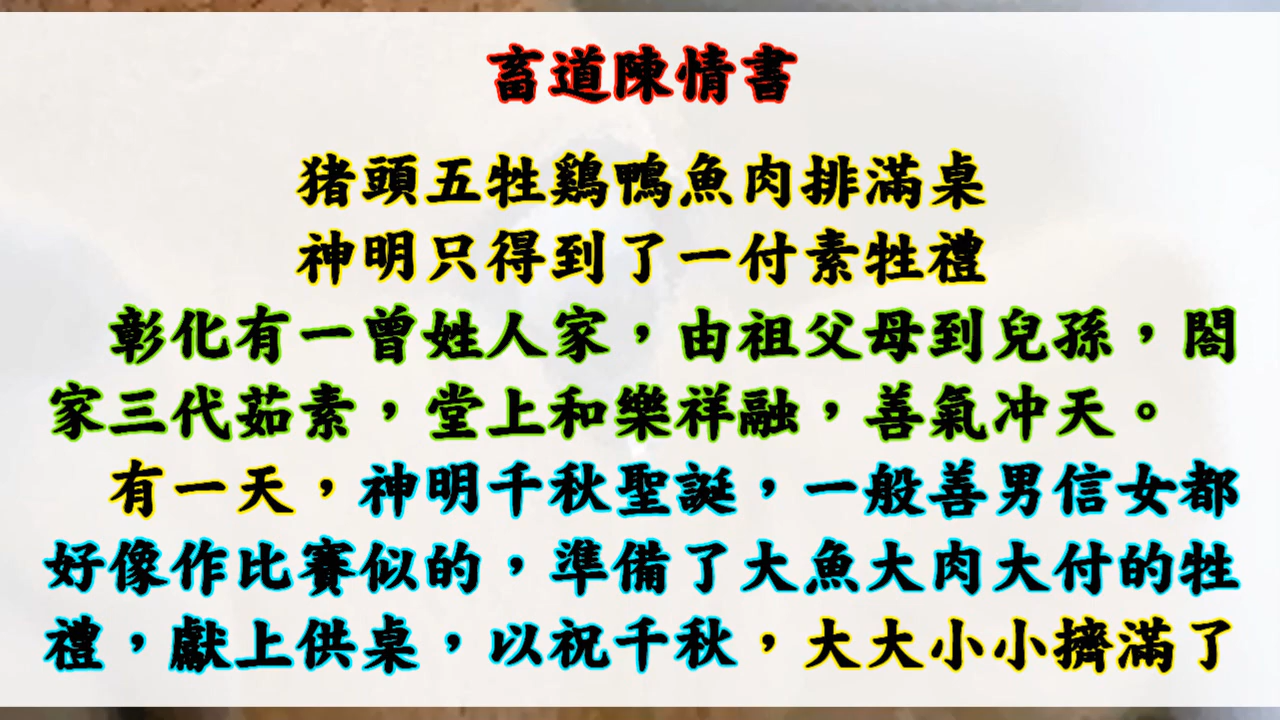 畜道陳情書
猪頭五牲鷄鴨魚肉排滿桌
神明只得到了一付素牲禮
彰化有一曾姓人家，由祖父母到兒孫，閤
家三代茹素，堂上和樂祥融，善氣冲天。
有一天，神明千秋聖誕，一般善男信女都
好像作比賽似的，準備了大魚大肉大付的牲
禮，獻上供桌，以祝千秋，大大小小擠滿了